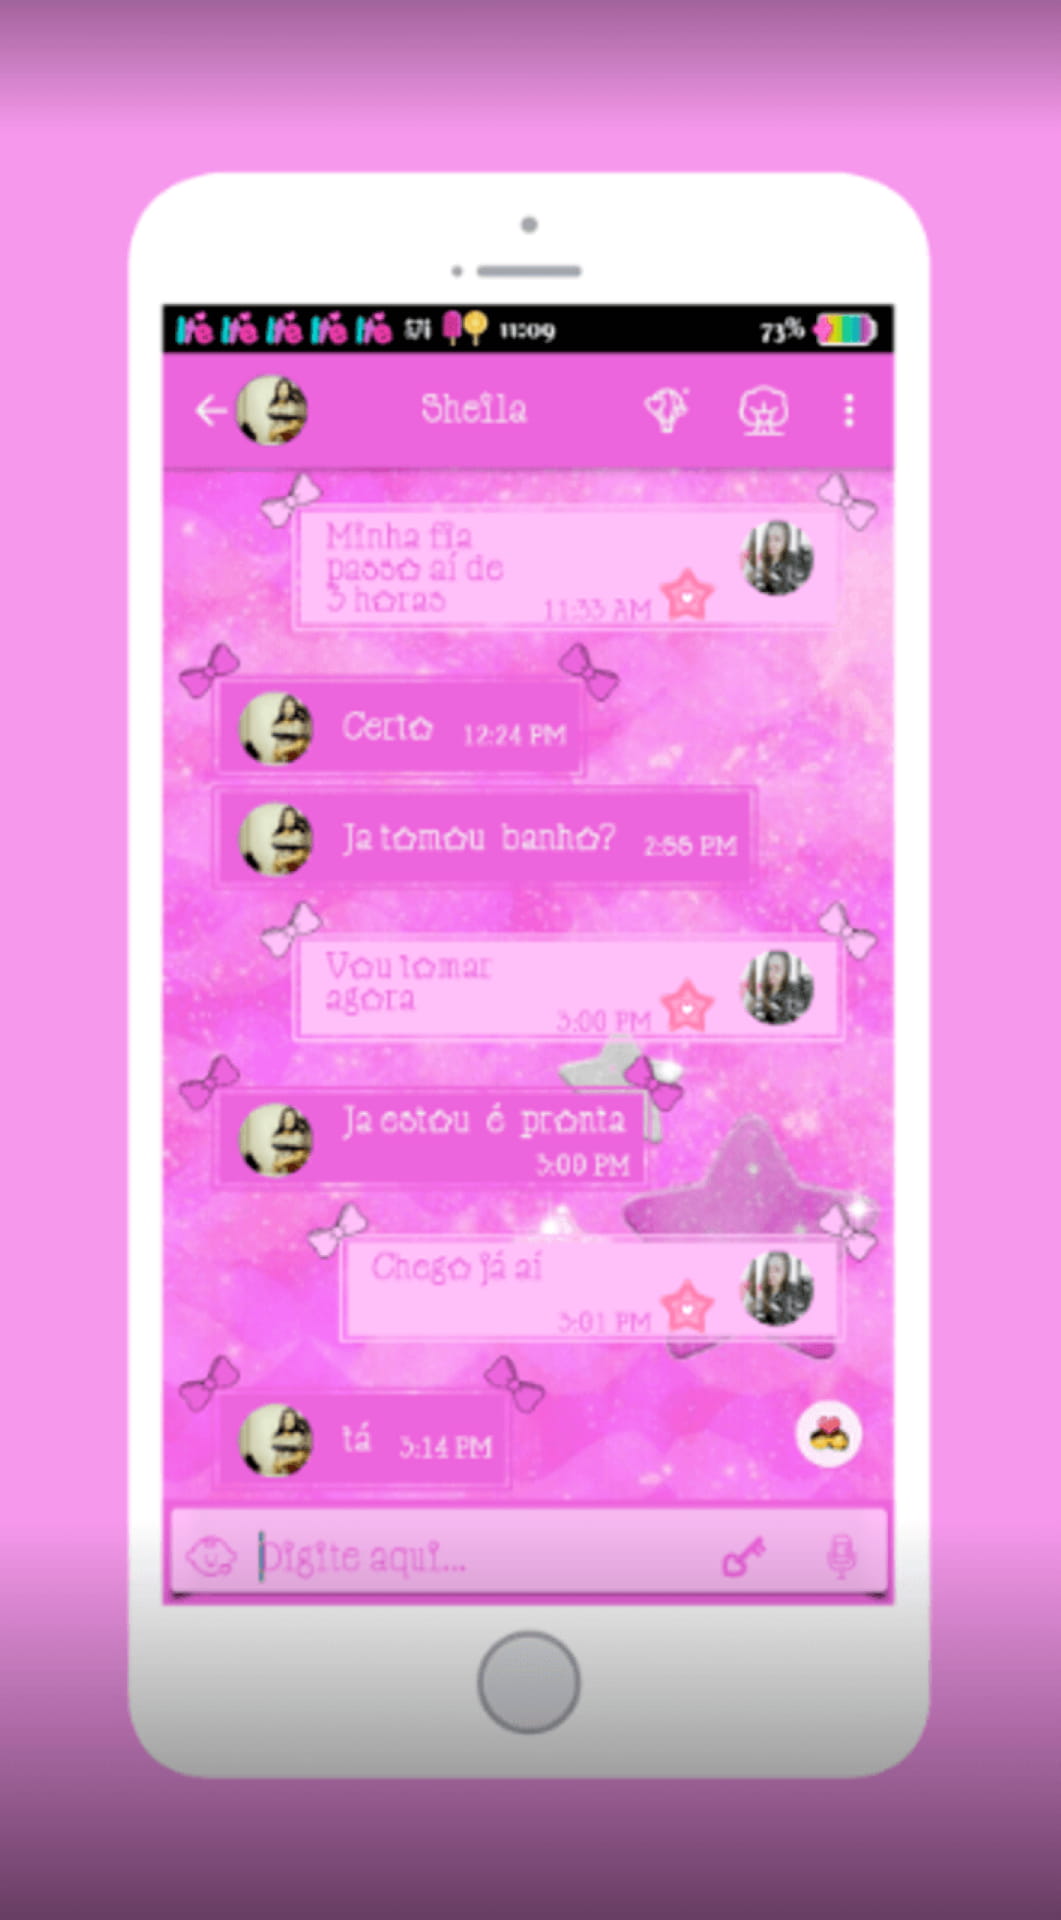 11:09
73%
Sheila
Minha fia
passo aí de
3 horas
11:33 AM
Certo 12:24 PM
Ja tomou banho? 2:55 PM
Vou tomar
agora
3:00 PM
Ja estou é pronta
3:00 PM
Chego já aí
3:01 PM
tá 3:14 PM
Digite aqui...